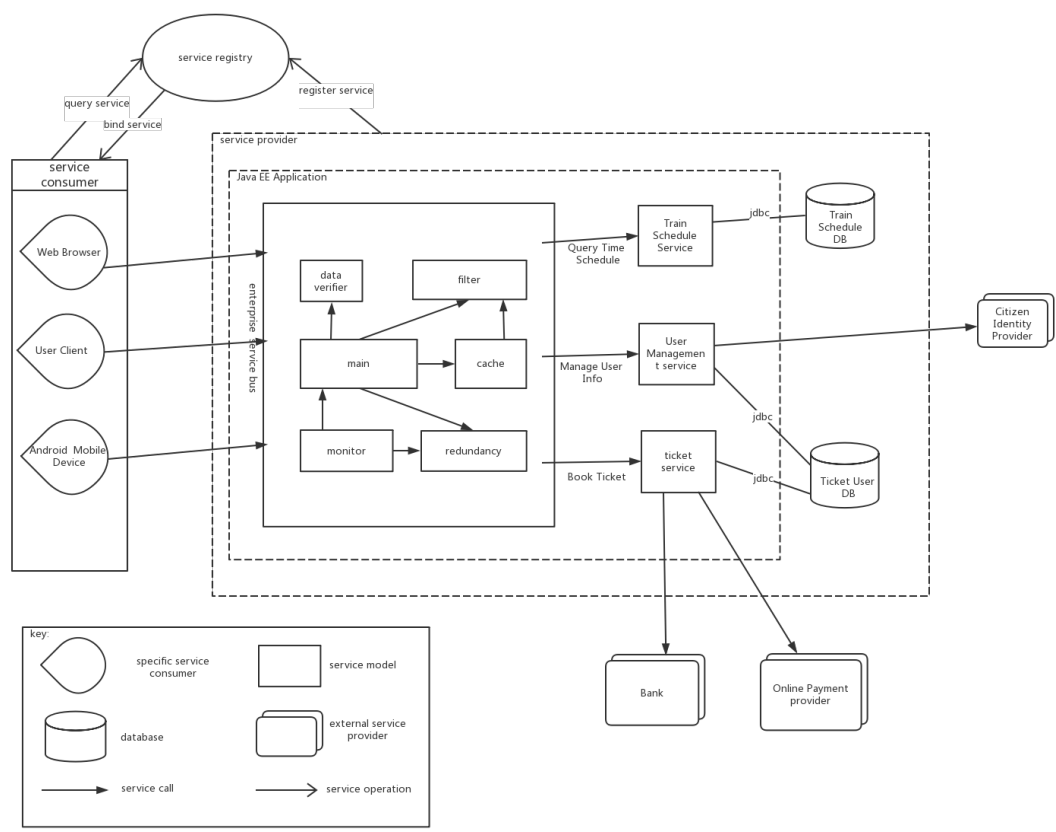 service registry
query service
register service
bind service
service provider
service
consumer
Java EE Application
Web Browser
User Client
Android Mobile
Device
enterprise service bus
data
verifier
filter
main
cache
monitor
redundancy
Query Time
Schedule
Manage User
Info
Book Ticket
Train
Schedule
Service
User
Managemen
t service
ticket
service
jdbc
jdbc
jdbc
Train
Schedule
DB
Ticket User
DB
Citizen
Identity
Provider
Bank
Online Payment
provider
key:
specific service
consumer
service model
database
external service
provider
service call
service operation